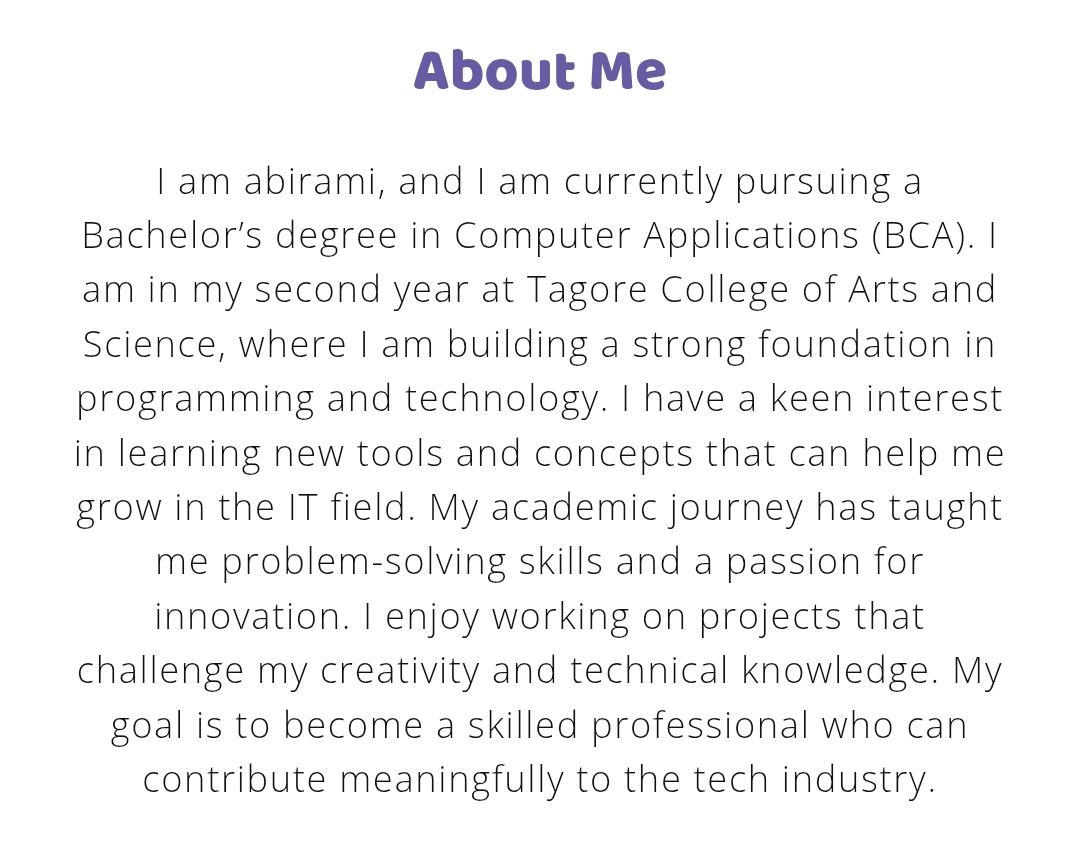 About Me
I am abirami, and I am currently pursuing a
Bachelor’s degree in Computer Applications (BCA). I
am in my second year at Tagore College of Arts and
Science, where I am building a strong foundation in
programming and technology. I have a keen interest
in learning new tools and concepts that can help me
grow in the IT field. My academic journey has taught
me problem-solving skills and a passion for
innovation. I enjoy working on projects that
challenge my creativity and technical knowledge. My
goal is to become a skilled professional who can
contribute meaningfully to the tech industry.